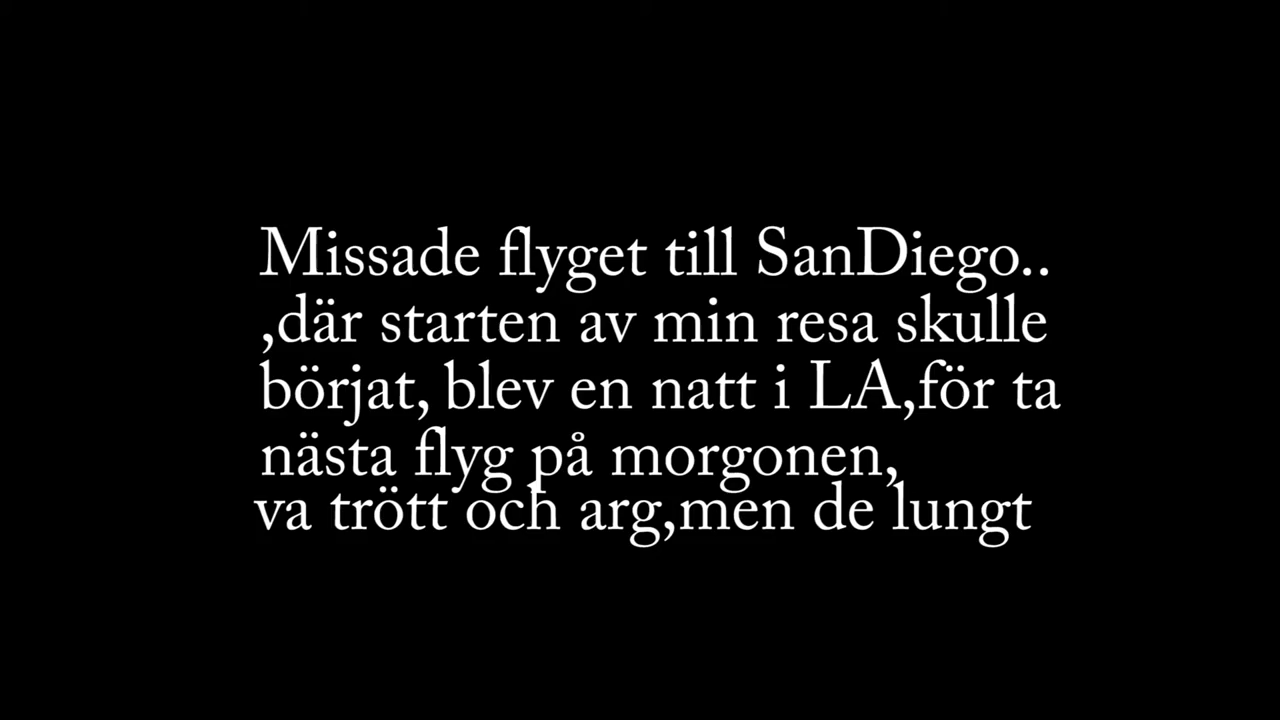 Missade flyget till SanDiego..
,där starten av min resa skulle
börjat, blev en natt i LA,för ta
nästa flyg på morgonen,
va trött och arg,men de lungt